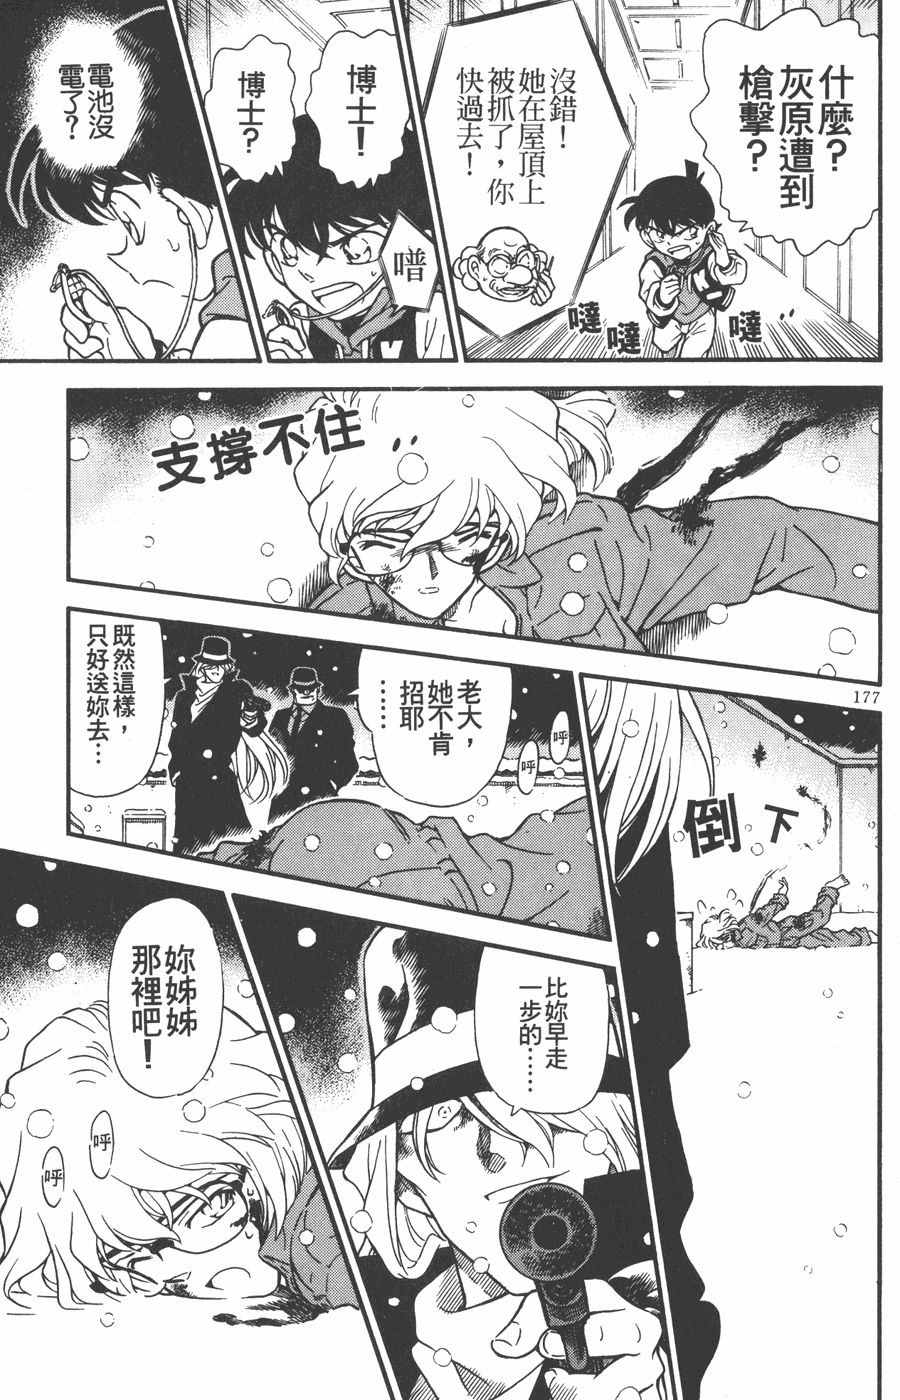 什麼？
灰原遭到
槍擊？
沒錯！
她在屋頂上
被抓了，你
快過去！
噠
噠
噠
噆
博士！
博士？
電池沒
電了？
支撐不住
177
倒下
呼
呼
老大，
她不肯
招耶
……
既然這樣，
只好送妳去…
比妳早走
一步的……
妳姊姊
那裡吧！
呼
呼